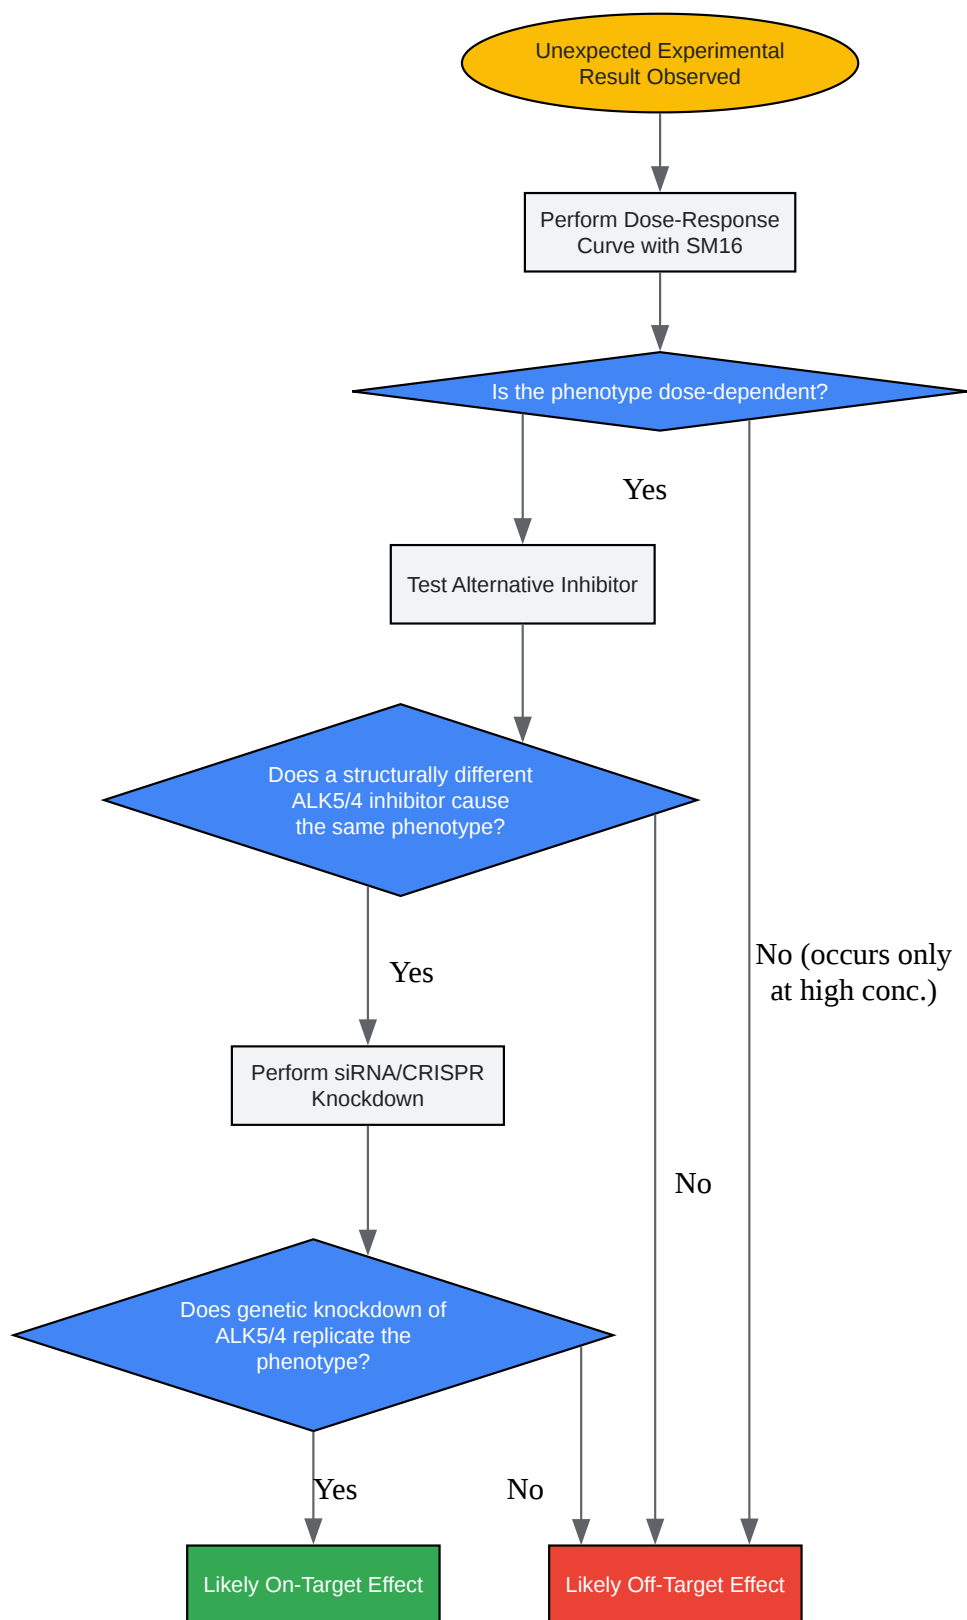 Unexpected Experimental
Result Observed
Perform Dose-Response
Curve with SM16
Is the phenotype dose-dependent?
Yes
Test Alternative Inhibitor
Does a structurally different
ALK5/4 inhibitor cause
the same phenotype?
Yes
No (occurs only
at high conc.)
Perform siRNA/CRISPR
Knockdown
No
Does genetic knockdown of
ALK5/4 replicate the
phenotype?
Yes
No
Likely On-Target Effect
Likely Off-Target Effect